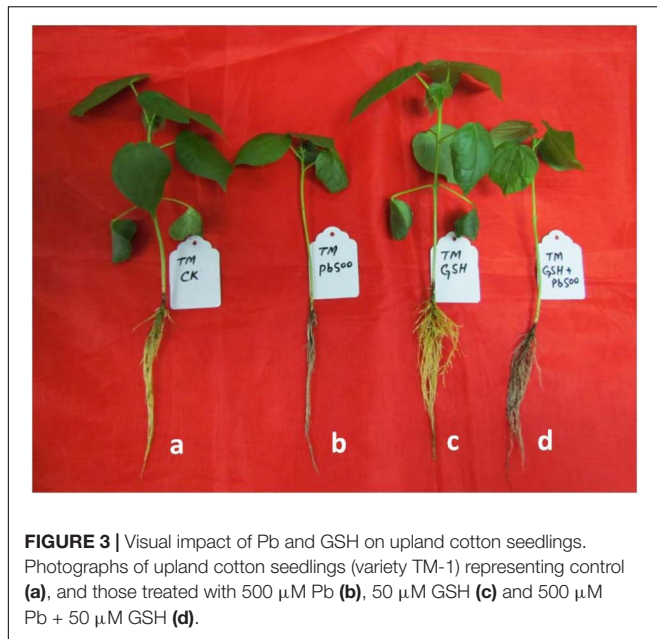 TM
CK
TM
Pb500
TM
GSH
TM
GSH +
Pb500
a
b
c
d
FIGURE 3 | Visual impact of Pb and GSH on upland cotton seedlings.
Photographs of upland cotton seedlings (variety TM-1) representing control
(a), and those treated with 500 μM Pb (b), 50 μM GSH (c) and 500 μM
Pb + 50 μM GSH (d).